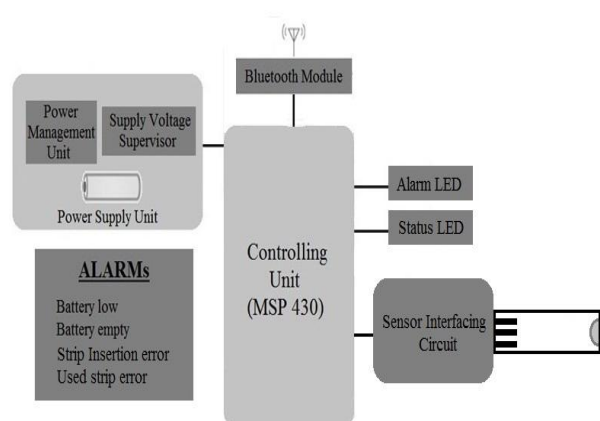 Bluetooth Module
Power
Management
Unit
Supply Voltage
Supervisor
Power Supply Unit
Alarm LED
Status LED
Controlling
Unit
(MSP 430)
ALARMs
Battery low
Battery empty
Strip Insertion error
Used strip error
Sensor Interfacing
Circuit